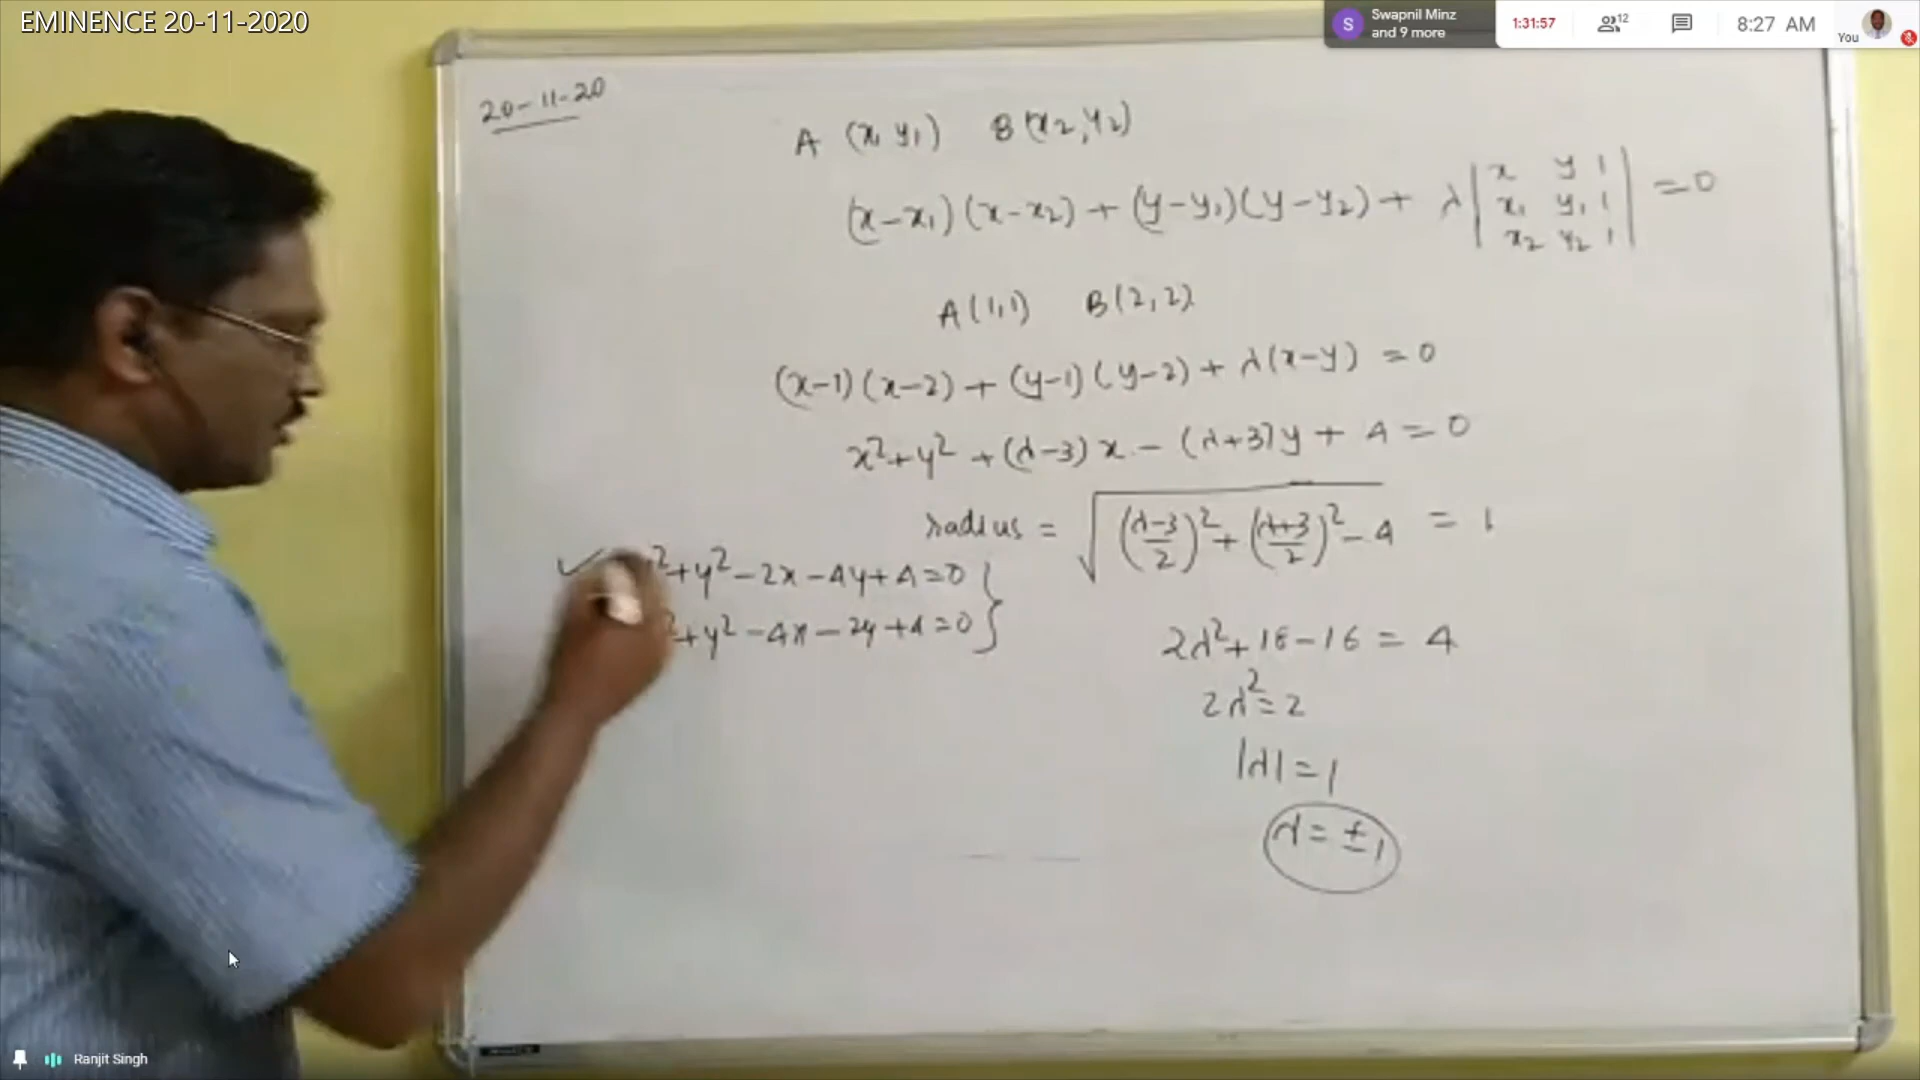 EMINENCE 20-11-2020
S Swapnil Minz and 9 more 1:31:57 12 8:27 AM You
20-11-20
A (x1 y1) B(x2, y2)
(x-x1)(x-x2) + (y-y1)(y-y2) + λ | x y 1 | = 0
| x1 y1 1 |
| x2 y2 1 |
A(1,1) B(2,2)
(x-1)(x-2) + (y-1)(y-2) + λ(x-y) = 0
x²+y² + (λ-3)x - (λ+3)y + 4 = 0
radius = √((λ-3)/2)² + ((λ+3)/2)² - 4 = 1
✓ ²+y²-2x-4y+4=0 }
²+y²-4x-2y+4=0 }
2λ²+18-16 = 4
2λ²=2
|λ|=1
λ=±1
Ranjit Singh